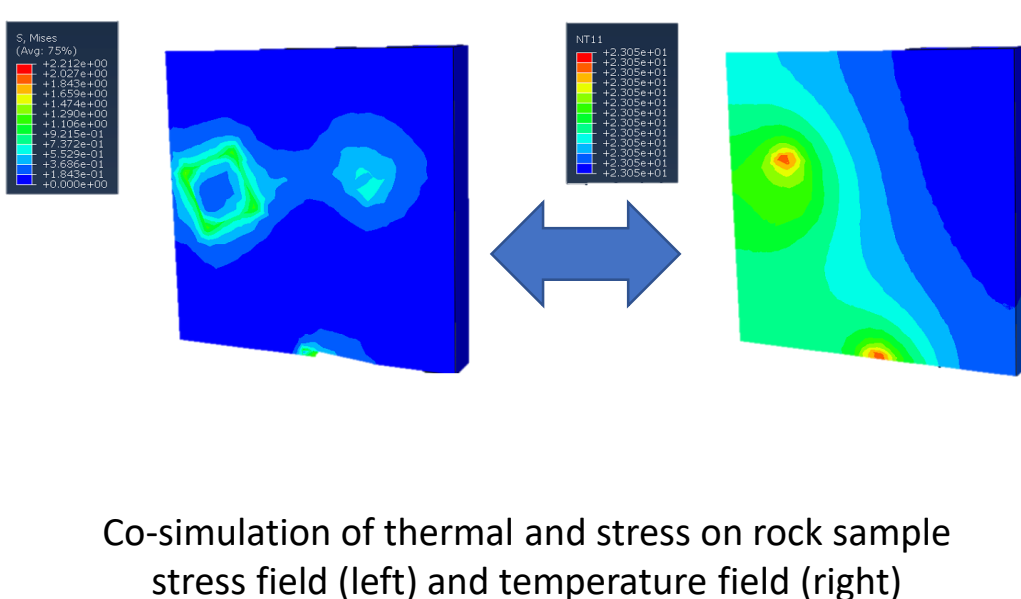 S, Mises
(Avg: 75%)
+2.212e+00
+2.027e+00
+1.843e+00
+1.659e+00
+1.474e+00
+1.290e+00
+1.106e+00
+9.215e-01
+7.372e-01
+5.529e-01
+3.686e-01
+1.843e-01
+0.000e+00
NT11
+2.305e+01
+2.305e+01
+2.305e+01
+2.305e+01
+2.305e+01
+2.305e+01
+2.305e+01
+2.305e+01
+2.305e+01
+2.305e+01
+2.305e+01
+2.305e+01
+2.305e+01
Co-simulation of thermal and stress on rock sample
stress field (left) and temperature field (right)